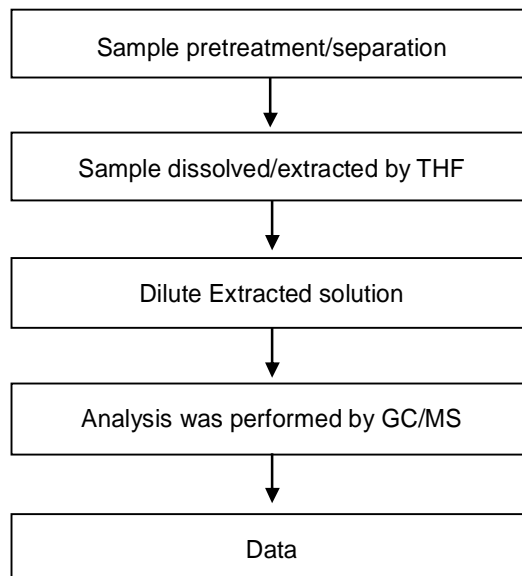 Sample pretreatment/separation
Sample dissolved/extracted by THF
Dilute Extracted solution
Analysis was performed by GC/MS
Data